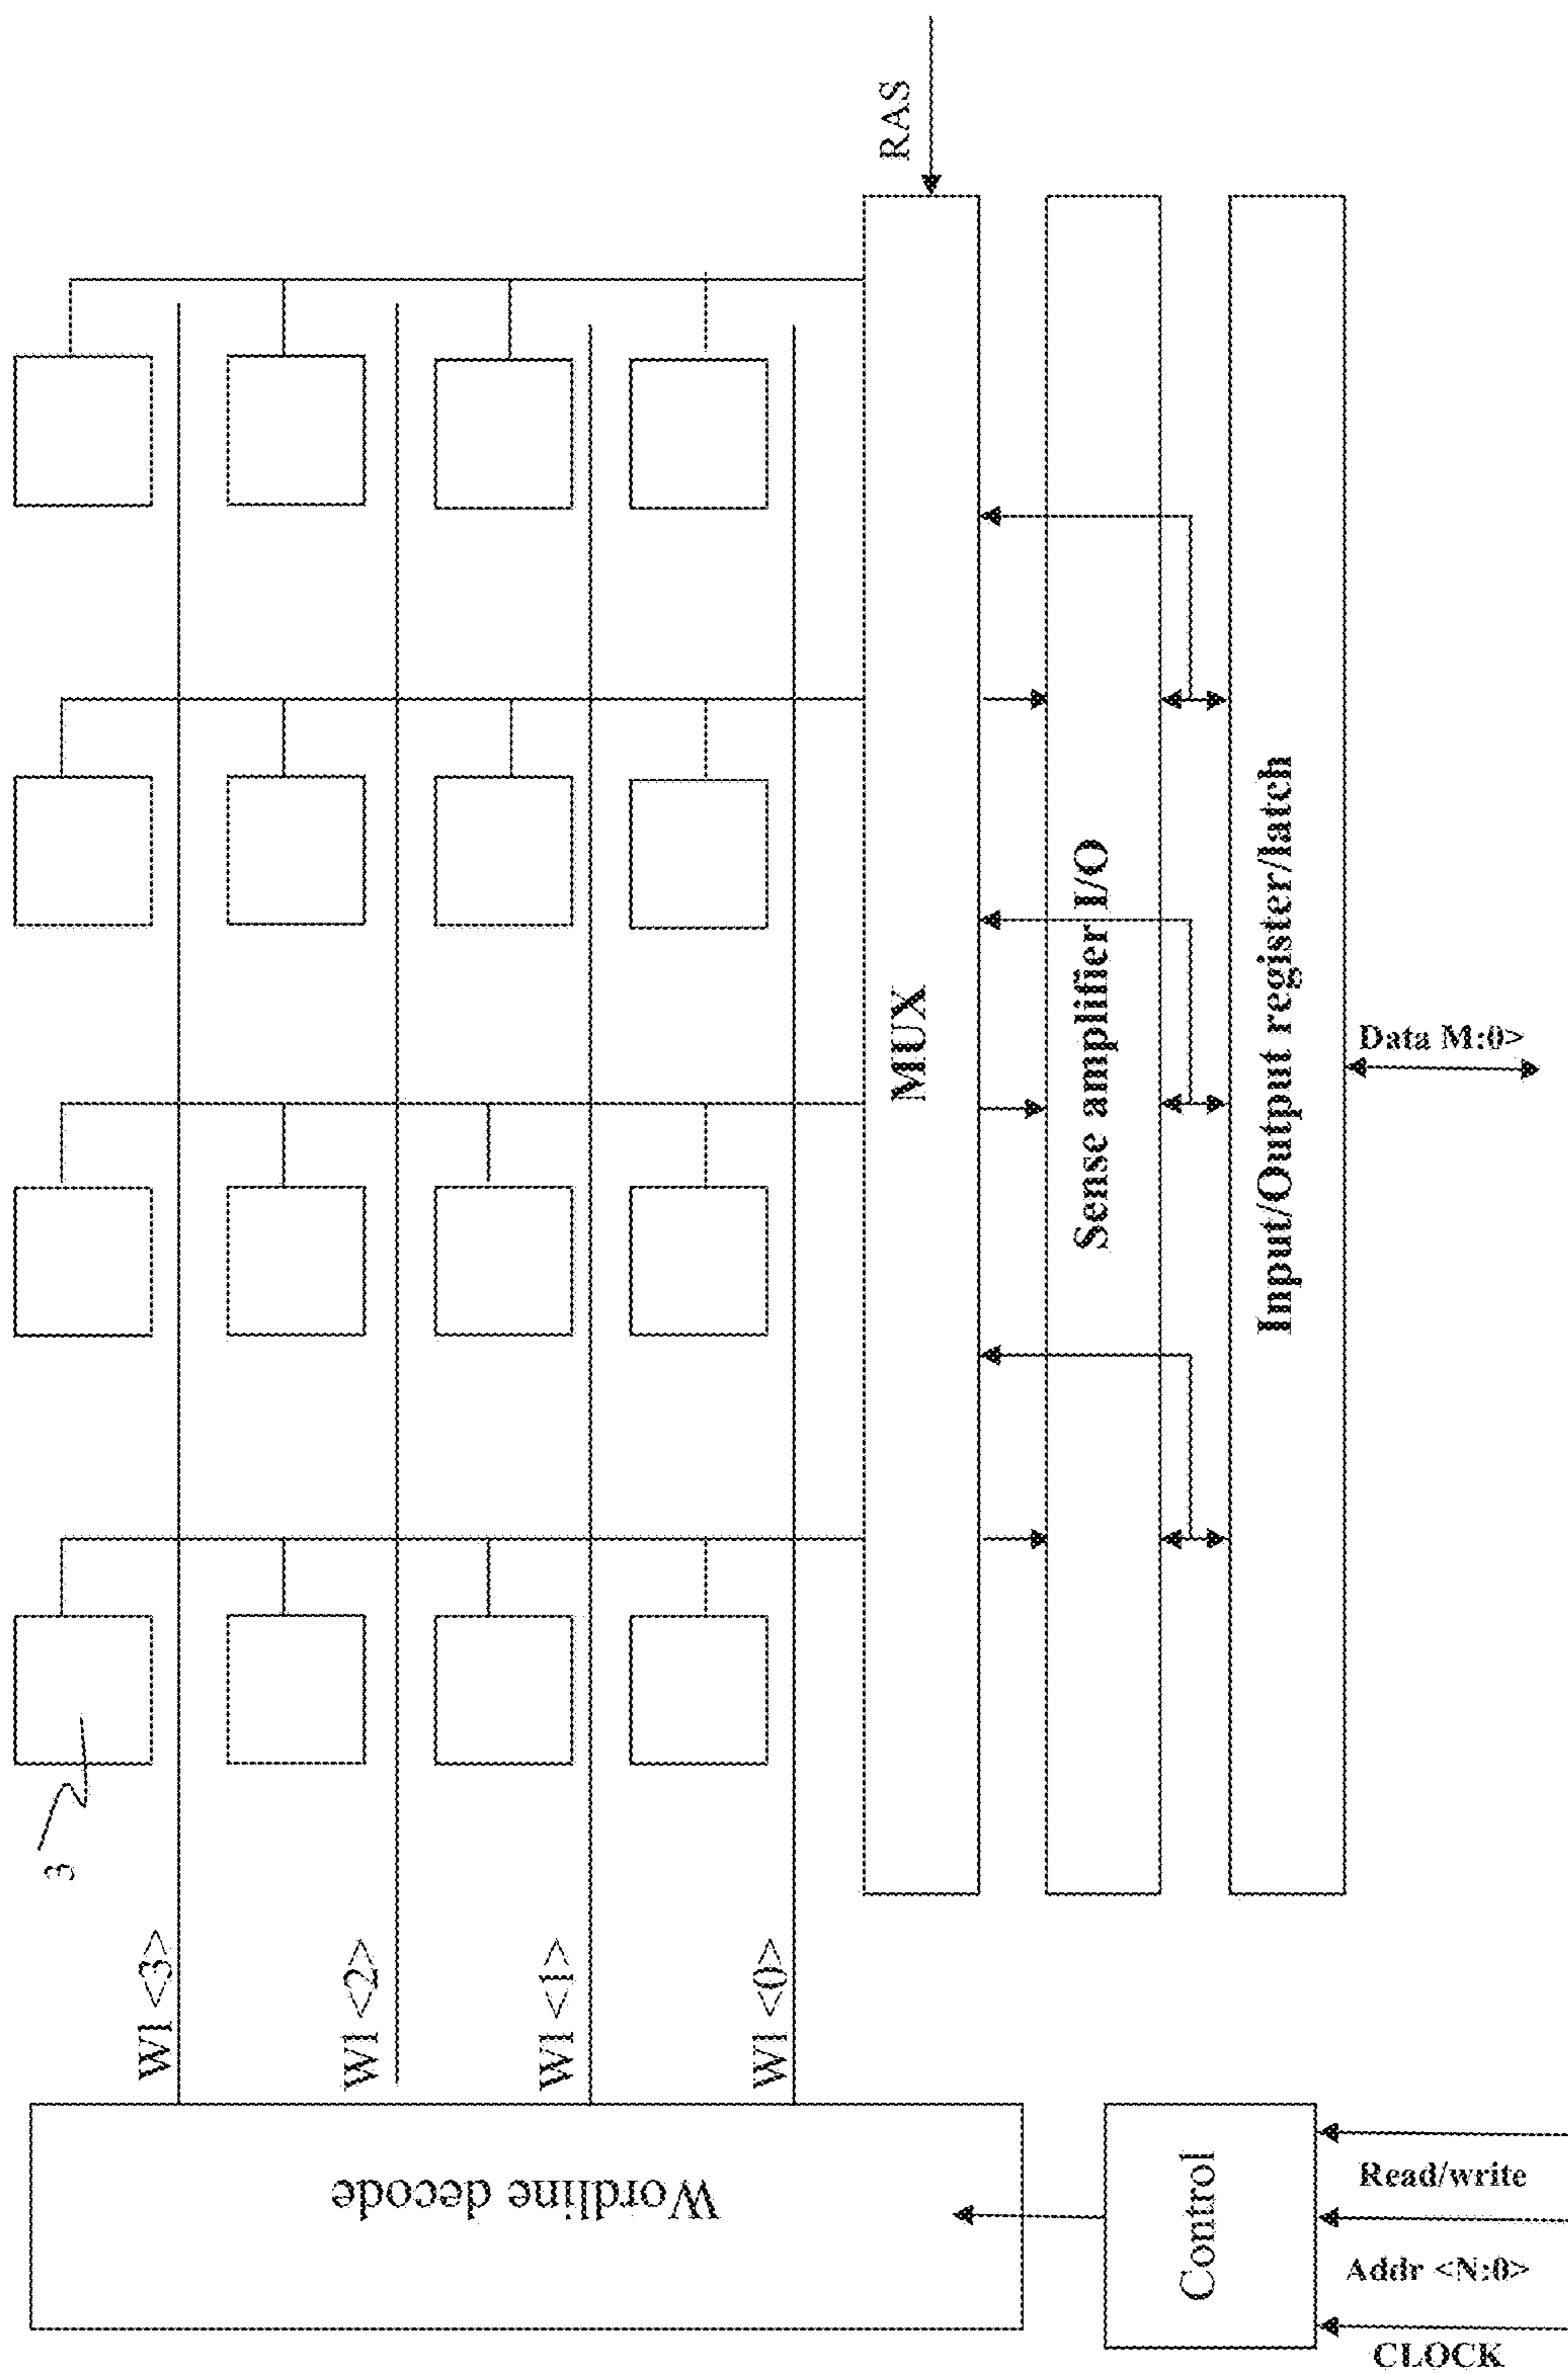 RAS
3
Wl <3>
Wl <2>
Wl <1>
Wl <0>
MUX
Sense amplifier I/O
Input/Output register/latch
Data M:0>
Wordline decode
Control
Read/write
Addr <N:0>
CLOCK